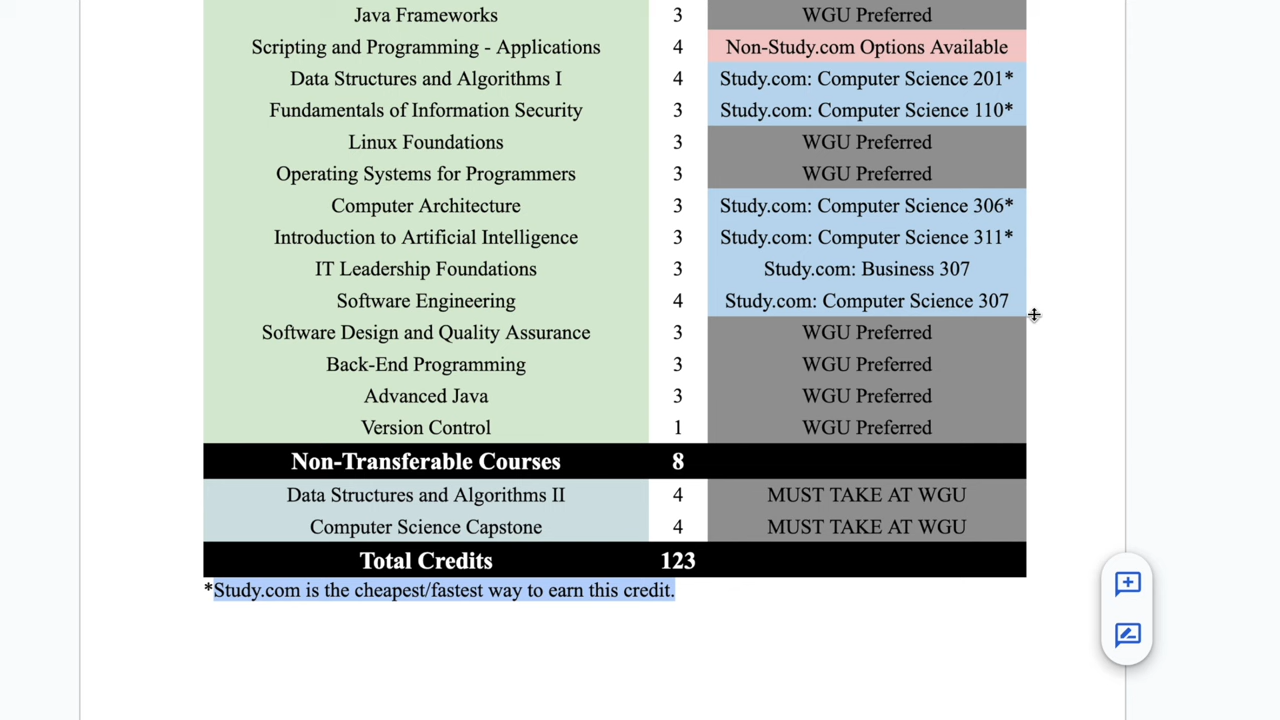 Java Frameworks 3 WGU Preferred
Scripting and Programming - Applications 4 Non-Study.com Options Available
Data Structures and Algorithms I 4 Study.com: Computer Science 201*
Fundamentals of Information Security 3 Study.com: Computer Science 110*
Linux Foundations 3 WGU Preferred
Operating Systems for Programmers 3 WGU Preferred
Computer Architecture 3 Study.com: Computer Science 306*
Introduction to Artificial Intelligence 3 Study.com: Computer Science 311*
IT Leadership Foundations 3 Study.com: Business 307
Software Engineering 4 Study.com: Computer Science 307
Software Design and Quality Assurance 3 WGU Preferred
Back-End Programming 3 WGU Preferred
Advanced Java 3 WGU Preferred
Version Control 1 WGU Preferred
Non-Transferable Courses 8
Data Structures and Algorithms II 4 MUST TAKE AT WGU
Computer Science Capstone 4 MUST TAKE AT WGU
Total Credits 123
*Study.com is the cheapest/fastest way to earn this credit.